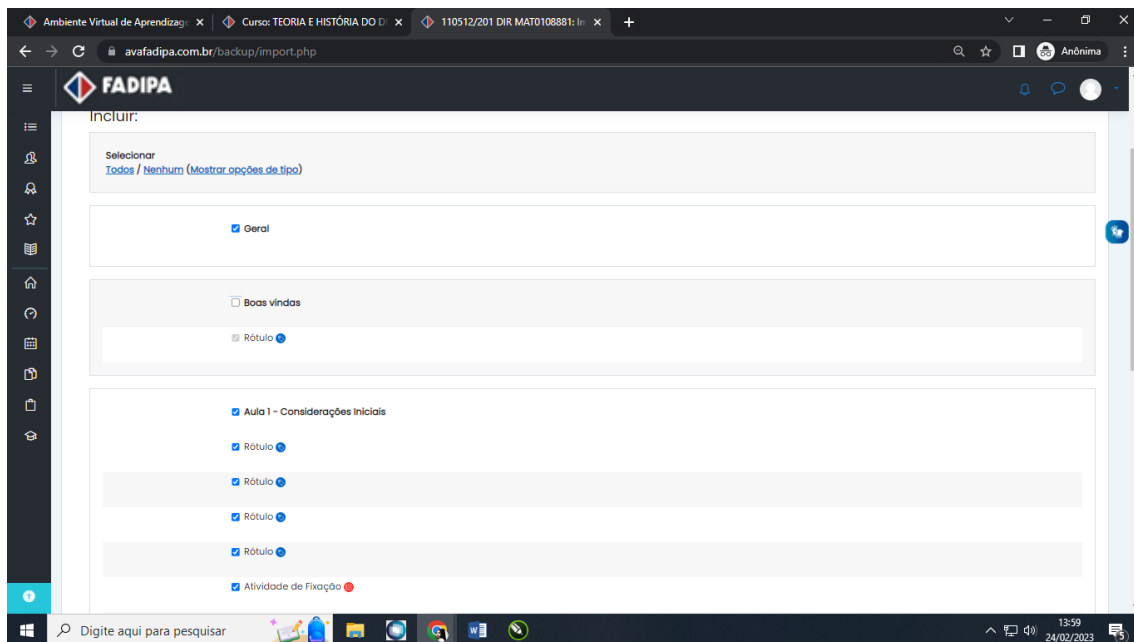 Ambiente Virtual de Aprendizage
Curso: TEORIA E HISTÓRIA DO D
110512/201 DIR MAT0108881: In
avafadipa.com.br/backup/import.php
Anônima
FADIPA
Incluir:
Selecionar
Todos / Nenhum (Mostrar opções de tipo)
Geral
Boas vindas
Rótulo
Aula 1 - Considerações Iniciais
Rótulo
Rótulo
Rótulo
Rótulo
Atividade de Fixação
Digite aqui para pesquisar
13:59
24/02/2023
5